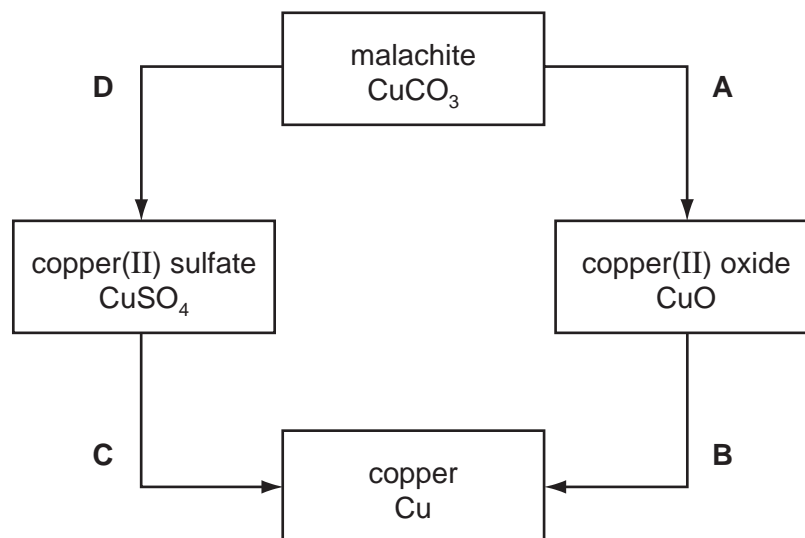 malachite
CuCO₃
D
A
copper(II) sulfate
CuSO₄
copper(II) oxide
CuO
C
B
copper
Cu